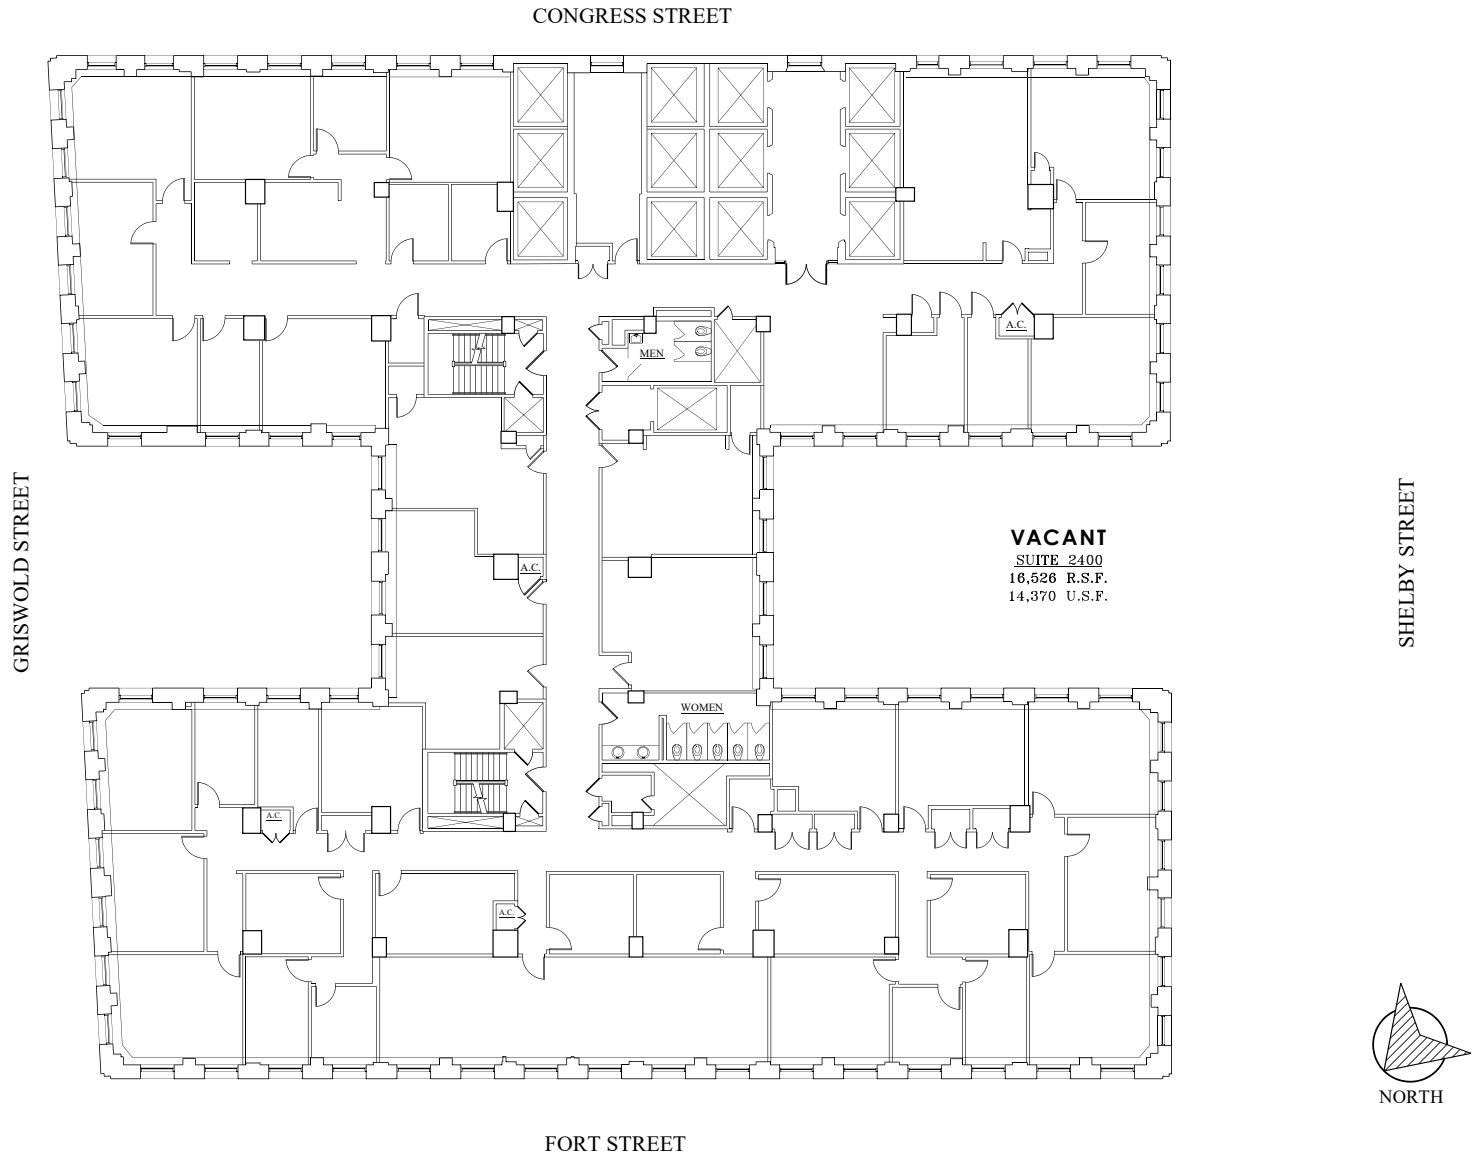 CONGRESS STREET
A.C.
MEN
GRISWOLD STREET
SHELBY STREET
VACANT
SUITE 2400
16,526 R.S.F.
14,370 U.S.F.
A.C.
WOMEN
A.C.
A.C.
NORTH
FORT STREET